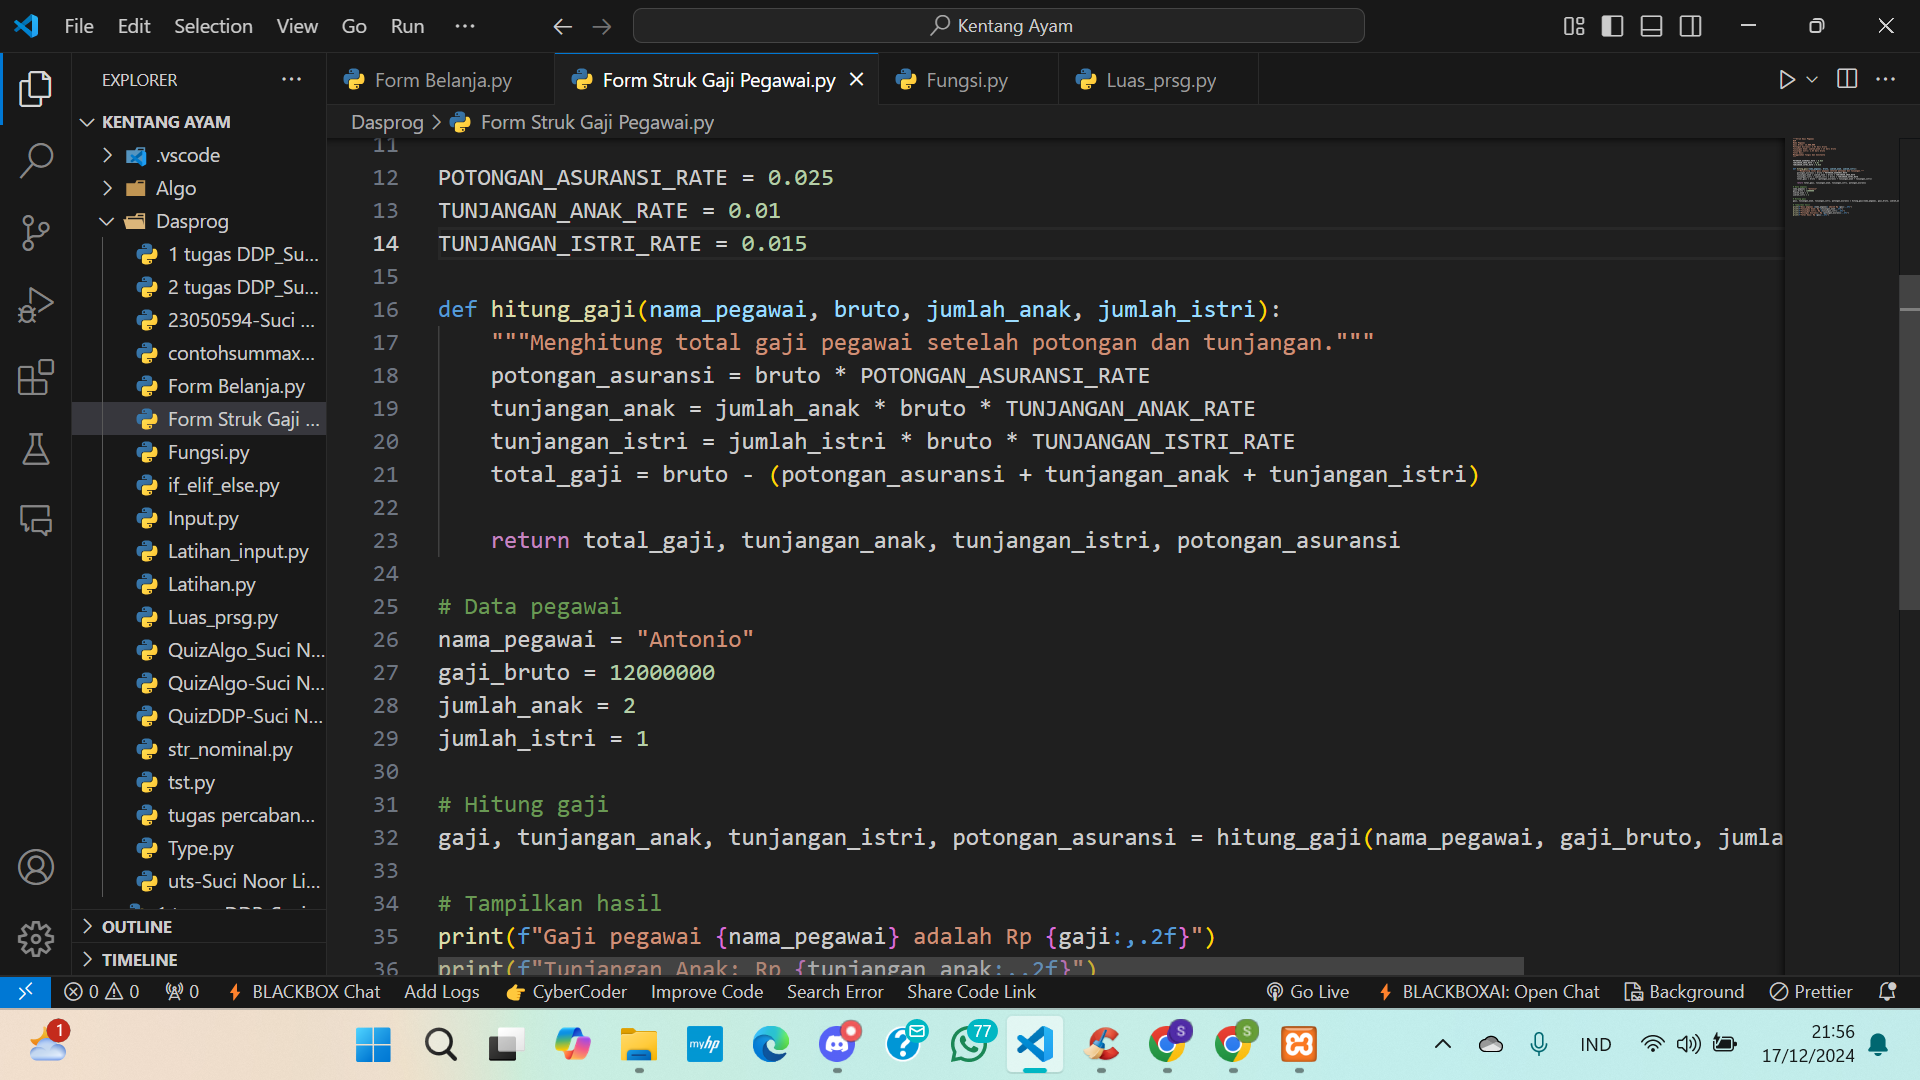 File Edit Selection View Go Run ···
Kentang Ayam
EXPLORER ···
KENTANG AYAM
.vscode
Algo
Dasprog
1 tugas DDP_Su...
2 tugas DDP_Su...
23050594-Suci ...
contohsummax...
Form Belanja.py
Form Struk Gaji ...
Fungsi.py
if_elif_else.py
Input.py
Latihan_input.py
Latihan.py
Luas_prsg.py
QuizAlgo_Suci N...
QuizAlgo-Suci N...
QuizDDP-Suci N...
str_nominal.py
tst.py
tugas percaban...
Type.py
uts-Suci Noor Li...
OUTLINE
TIMELINE
Form Belanja.py Form Struk Gaji Pegawai.py Fungsi.py Luas_prsg.py
Dasprog > Form Struk Gaji Pegawai.py
11
12 POTONGAN_ASURANSI_RATE = 0.025
13 TUNJANGAN_ANAK_RATE = 0.01
14 TUNJANGAN_ISTRI_RATE = 0.015
15
16 def hitung_gaji(nama_pegawai, bruto, jumlah_anak, jumlah_istri):
17 """Menghitung total gaji pegawai setelah potongan dan tunjangan."""
18 potongan_asuransi = bruto * POTONGAN_ASURANSI_RATE
19 tunjangan_anak = jumlah_anak * bruto * TUNJANGAN_ANAK_RATE
20 tunjangan_istri = jumlah_istri * bruto * TUNJANGAN_ISTRI_RATE
21 total_gaji = bruto - (potongan_asuransi + tunjangan_anak + tunjangan_istri)
22
23 return total_gaji, tunjangan_anak, tunjangan_istri, potongan_asuransi
24
25 # Data pegawai
26 nama_pegawai = "Antonio"
27 gaji_bruto = 12000000
28 jumlah_anak = 2
29 jumlah_istri = 1
30
31 # Hitung gaji
32 gaji, tunjangan_anak, tunjangan_istri, potongan_asuransi = hitung_gaji(nama_pegawai, gaji_bruto, jumla
33
34 # Tampilkan hasil
35 print(f"Gaji pegawai {nama_pegawai} adalah Rp {gaji:,.2f}")
36 print(f"Tunjangan Anak: Rp {tunjangan_anak:,.2f}")
0 0 0 BLACKBOX Chat Add Logs CyberCoder Improve Code Search Error Share Code Link Go Live BLACKBOXAI: Open Chat Background Prettier
1 myhp 77 S S IND 21:56
17/12/2024